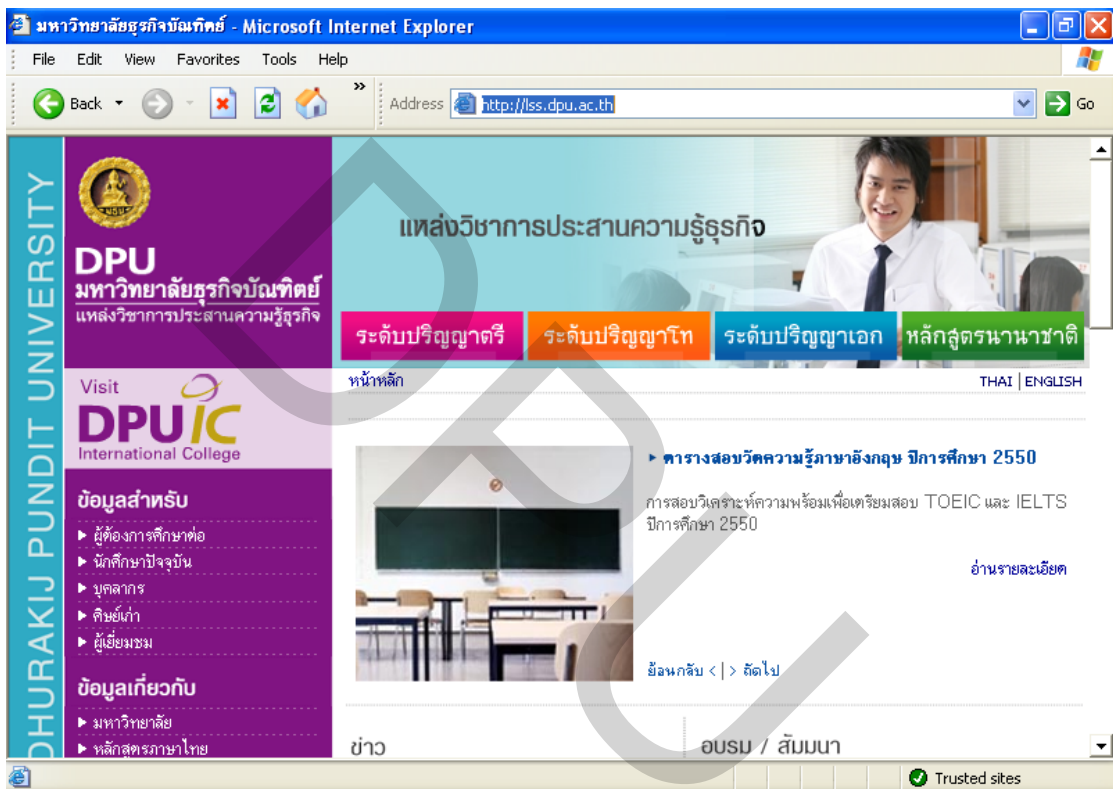 มหาวิทยาลัยธุรกิจบัณฑิตย์ - Microsoft Internet Explorer
File Edit View Favorites Tools Help
Back » Address http://lss.dpu.ac.th Go
DHURAKIJ PUNDIT UNIVERSITY
DPU
มหาวิทยาลัยธุรกิจบัณฑิตย์
แหล่งวิชาการประสานความรู้ธุรกิจ
แหล่งวิชาการประสานความรู้ธุรกิจ
ระดับปริญญาตรี ระดับปริญญาโท ระดับปริญญาเอก หลักสูตรนานาชาติ
หน้าหลัก THAI | ENGLISH
Visit
DPUIC
International College
ข้อมูลสำหรับ
ผู้ต้องการศึกษาต่อ
นักศึกษาปัจจุบัน
บุคลากร
ศิษย์เก่า
ผู้เยี่ยมชม
ข้อมูลเกี่ยวกับ
มหาวิทยาลัย
หลักสูตรภาษาไทย
ตารางสอบวัดความรู้ภาษาอังกฤษ ปีการศึกษา 2550
การสอบวิเคราะห์ความพร้อมเพื่อเตรียมสอบ TOEIC และ IELTS
ปีการศึกษา 2550
อ่านรายละเอียด
ย้อนกลับ < | > ถัดไป
ข่าว อบรม / สัมมนา
Trusted sites
DPU